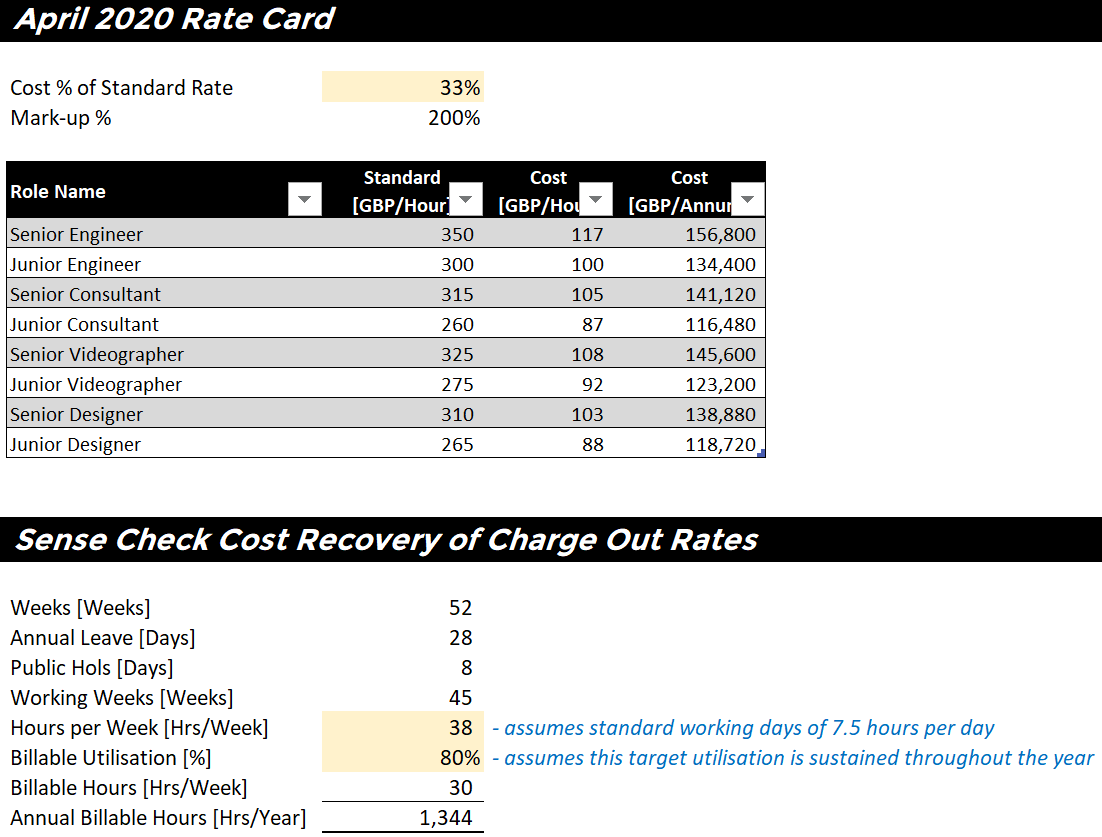 April 2020 Rate Card
Cost % of Standard Rate 33%
Mark-up % 200%
Role Name Standard [GBP/Hour] Cost [GBP/Hou Cost [GBP/Annur
Senior Engineer 350 117 156,800
Junior Engineer 300 100 134,400
Senior Consultant 315 105 141,120
Junior Consultant 260 87 116,480
Senior Videographer 325 108 145,600
Junior Videographer 275 92 123,200
Senior Designer 310 103 138,880
Junior Designer 265 88 118,720
Sense Check Cost Recovery of Charge Out Rates
Weeks [Weeks] 52
Annual Leave [Days] 28
Public Hols [Days] 8
Working Weeks [Weeks] 45
Hours per Week [Hrs/Week] 38 - assumes standard working days of 7.5 hours per day
Billable Utilisation [%] 80% - assumes this target utilisation is sustained throughout the year
Billable Hours [Hrs/Week] 30
Annual Billable Hours [Hrs/Year] 1,344